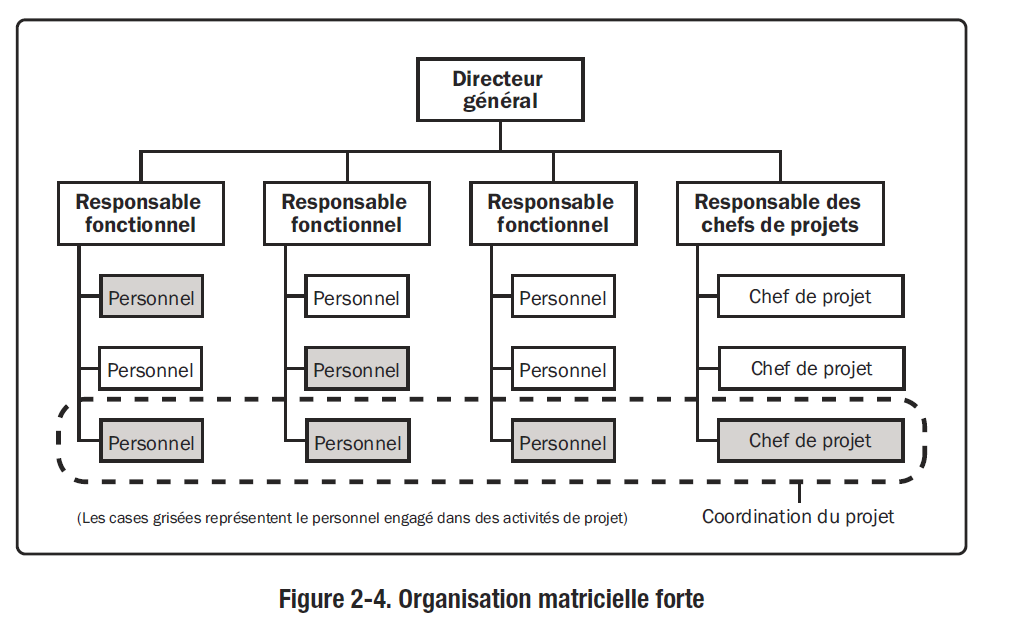 Directeur
général
Responsable
fonctionnel
Responsable
fonctionnel
Responsable
fonctionnel
Responsable des
chefs de projets
Personnel
Personnel
Personnel
Chef de projet
Personnel
Personnel
Personnel
Chef de projet
Personnel
Personnel
Personnel
Chef de projet
(Les cases grisées représentent le personnel engagé dans des activités de projet)
Coordination du projet
Figure 2-4. Organisation matricielle forte